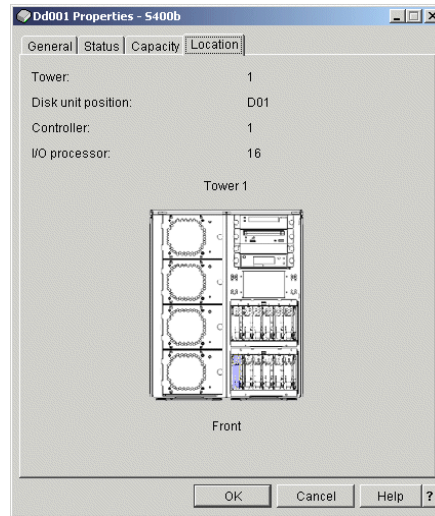 Dd001 Properties - S400b
General Status Capacity Location
Tower: 1
Disk unit position: D01
Controller: 1
I/O processor: 16
Tower 1
Front
OK Cancel Help ?